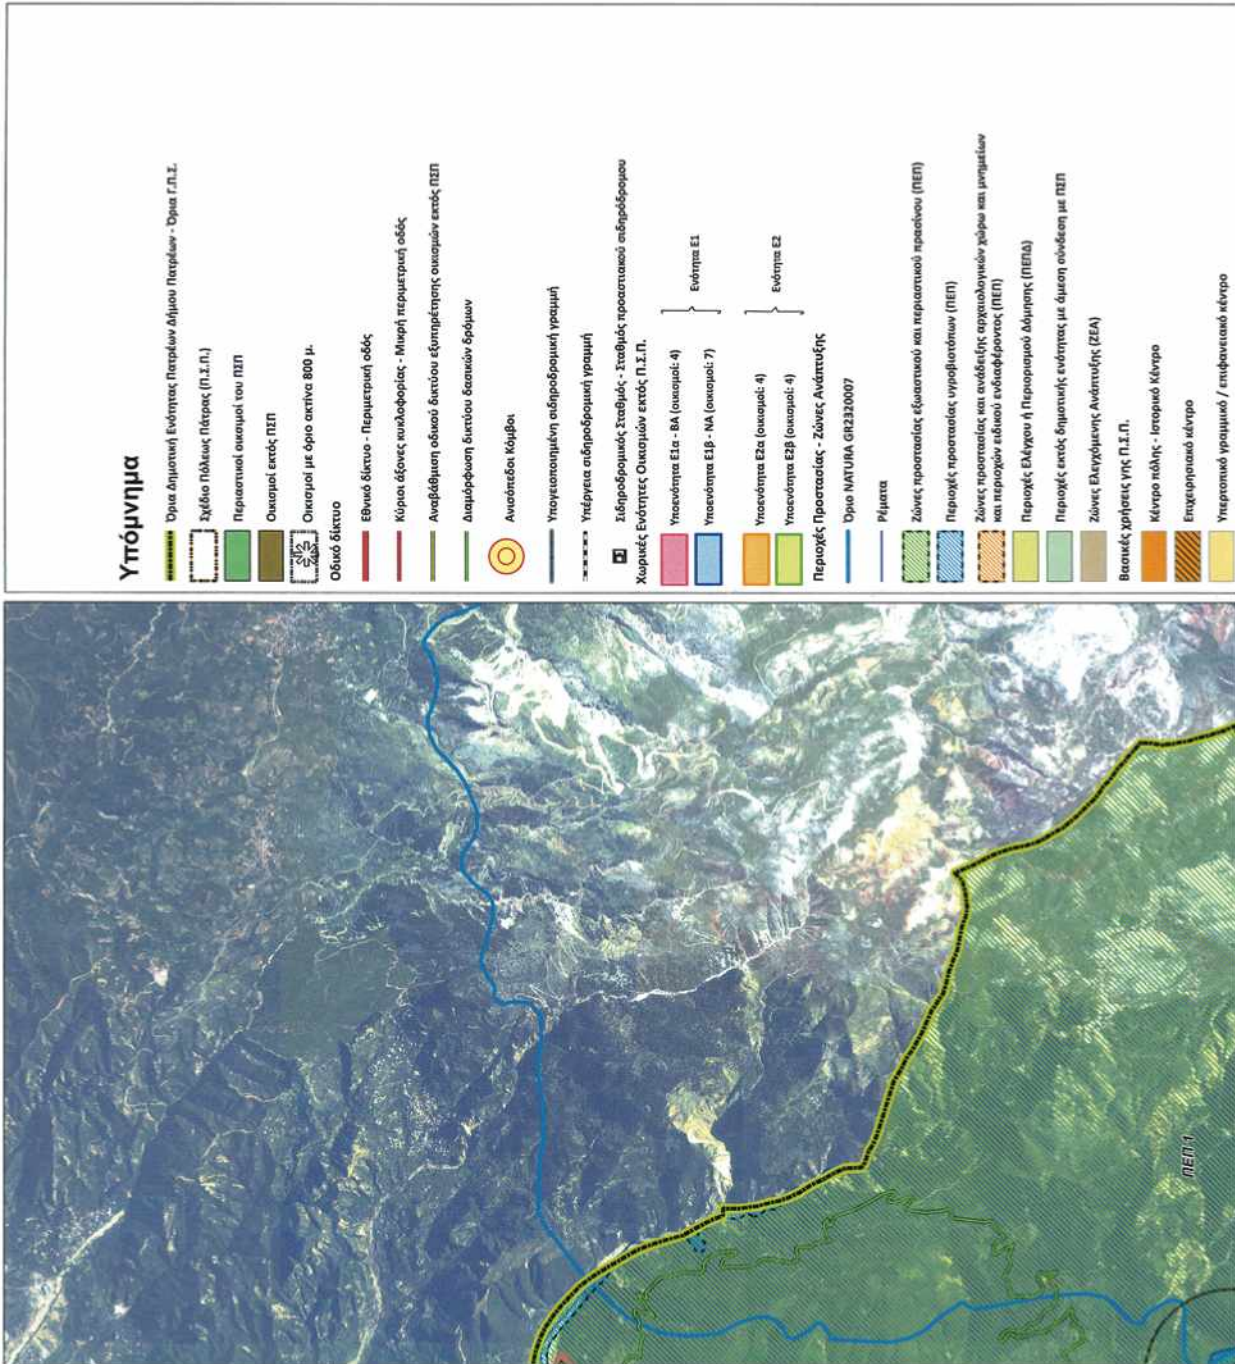 Υπόμνημα
Όρια Δημοτική Ενότητας Πατρέων Δήμου Πατρέων - Όρια Γ.Π.Σ.
Σχέδιο Πόλεως Πάτρας (Π.Σ.Π.)
Περιαστικοί οικισμοί του ΠΣΠ
Οικισμοί εκτός ΠΣΠ
Οικισμοί με όριο ακτίνα 800 μ.
Οδικό δίκτυο
Εθνικό δίκτυο - Περιμετρική οδός
Κύριοι άξονες κυκλοφορίας - Μικρή περιμετρική οδός
Αναβάθμιση οδικού δικτύου εξυπηρέτησης οικισμών εκτός ΠΣΠ
Διαμόρφωση δικτύου δασικών δρόμων
Ανισόπεδοι Κόμβοι
Υπογειοποιημένη σιδηροδρομική γραμμή
Υπέργεια σιδηροδρομική γραμμή
Σιδηροδρομικός Σταθμός - Σταθμός προαστιακού σιδηρόδρομου
Χωρικές Ενότητες Οικισμών εκτός Π.Σ.Π.
Υποενότητα Ε1α - ΒΑ (οικισμοί: 4)
Υποενότητα Ε1β - ΝΑ (οικισμοί: 7)
Ενότητα Ε1
Υποενότητα Ε2α (οικισμοί: 4)
Υποενότητα Ε2β (οικισμοί: 4)
Ενότητα Ε2
Περιοχές Προστασίας - Ζώνες Ανάπτυξης
Όριο NATURA GR2320007
Ρέματα
Ζώνες προστασίας εξωαστικού και περιαστικού πρασίνου (ΠΕΠ)
Περιοχές προστασίας υγροβιοτόπων (ΠΕΠ)
Ζώνες προστασίας και ανάδειξης αρχαιολογικών χώρω και μνημείων
και περιοχών ειδικού ενδιαφέροντος (ΠΕΠ)
Περιοχές Ελέγχου ή Περιορισμού Δόμησης (ΠΕΠΔ)
Περιοχές εκτός δημοτικής ενότητας με άμεση σύνδεση με ΠΣΠ
Ζώνες Ελεγχόμενης Ανάπτυξης (ΖΕΑ)
Βασικές χρήσεις γης Π.Σ.Π.
Κέντρο πόλης - Ιστορικό Κέντρο
Επιχειρησιακό κέντρο
Υπερτοπικό γραμμικό / επιφανειακό κέντρο
ΠΕΠ 1